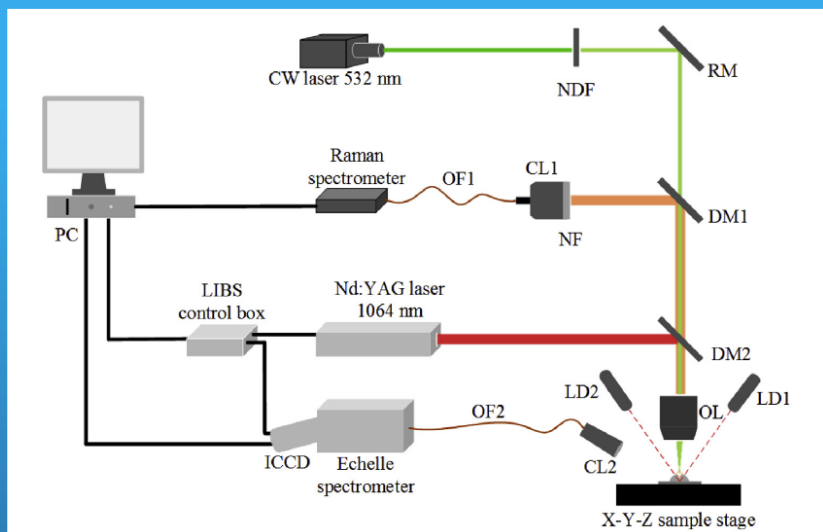 CW laser 532 nm
NDF
RM
Raman
spectrometer
OF1
CL1
NF
DM1
PC
LIBS
control box
Nd:YAG laser
1064 nm
DM2
LD2
OL
LD1
OF2
CL2
ICCD
Echelle
spectrometer
X-Y-Z sample stage